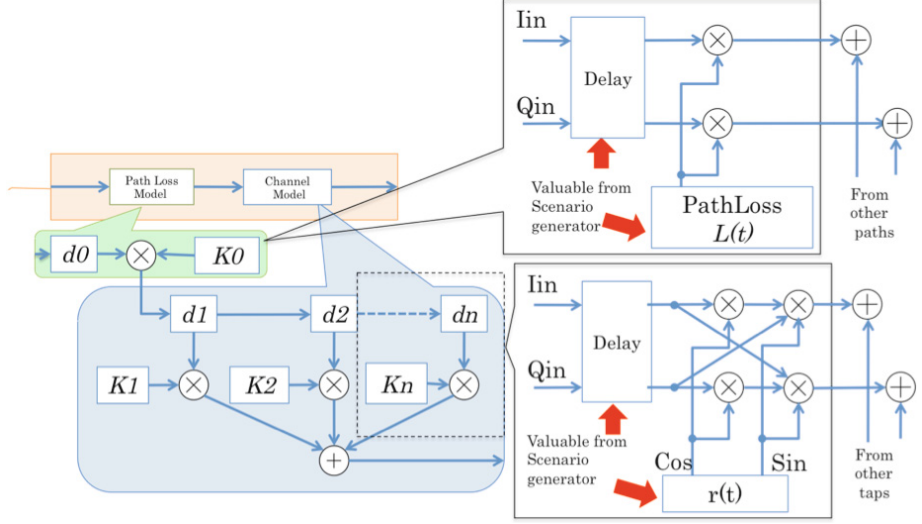 Iin
Delay
Qin
Valuable from
Scenario
generator
PathLoss
L(t)
From
other
paths
Path Loss
Model
Channel
Model
d0
K0
d1
d2
dn
K1
K2
Kn
Iin
Delay
Qin
Valuable from
Scenario
generator
Cos
Sin
r(t)
From
other
taps